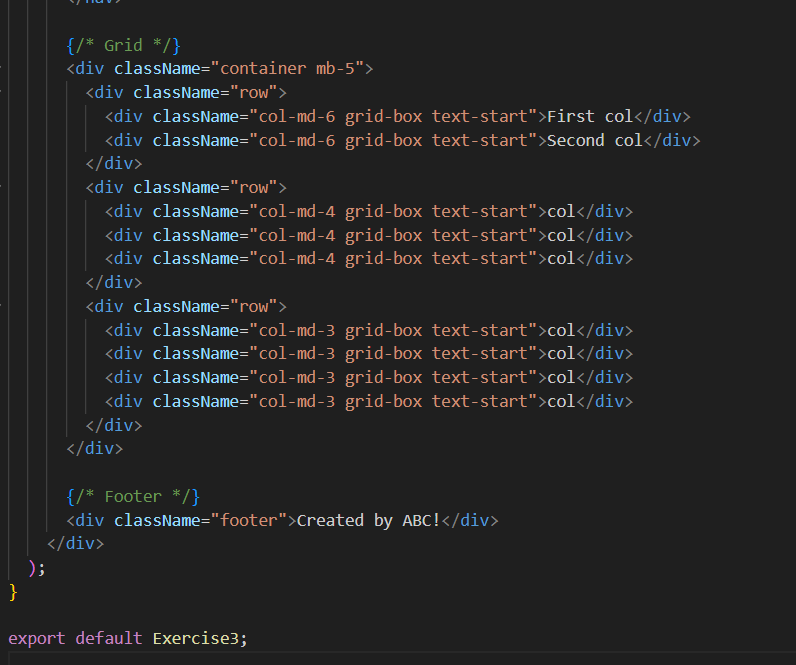 </nav>
{/* Grid */}
<div className="container mb-5">
<div className="row">
<div className="col-md-6 grid-box text-start">First col</div>
<div className="col-md-6 grid-box text-start">Second col</div>
</div>
<div className="row">
<div className="col-md-4 grid-box text-start">col</div>
<div className="col-md-4 grid-box text-start">col</div>
<div className="col-md-4 grid-box text-start">col</div>
</div>
<div className="row">
<div className="col-md-3 grid-box text-start">col</div>
<div className="col-md-3 grid-box text-start">col</div>
<div className="col-md-3 grid-box text-start">col</div>
<div className="col-md-3 grid-box text-start">col</div>
</div>
</div>
{/* Footer */}
<div className="footer">Created by ABC!</div>
</div>
);
}
export default Exercise3;